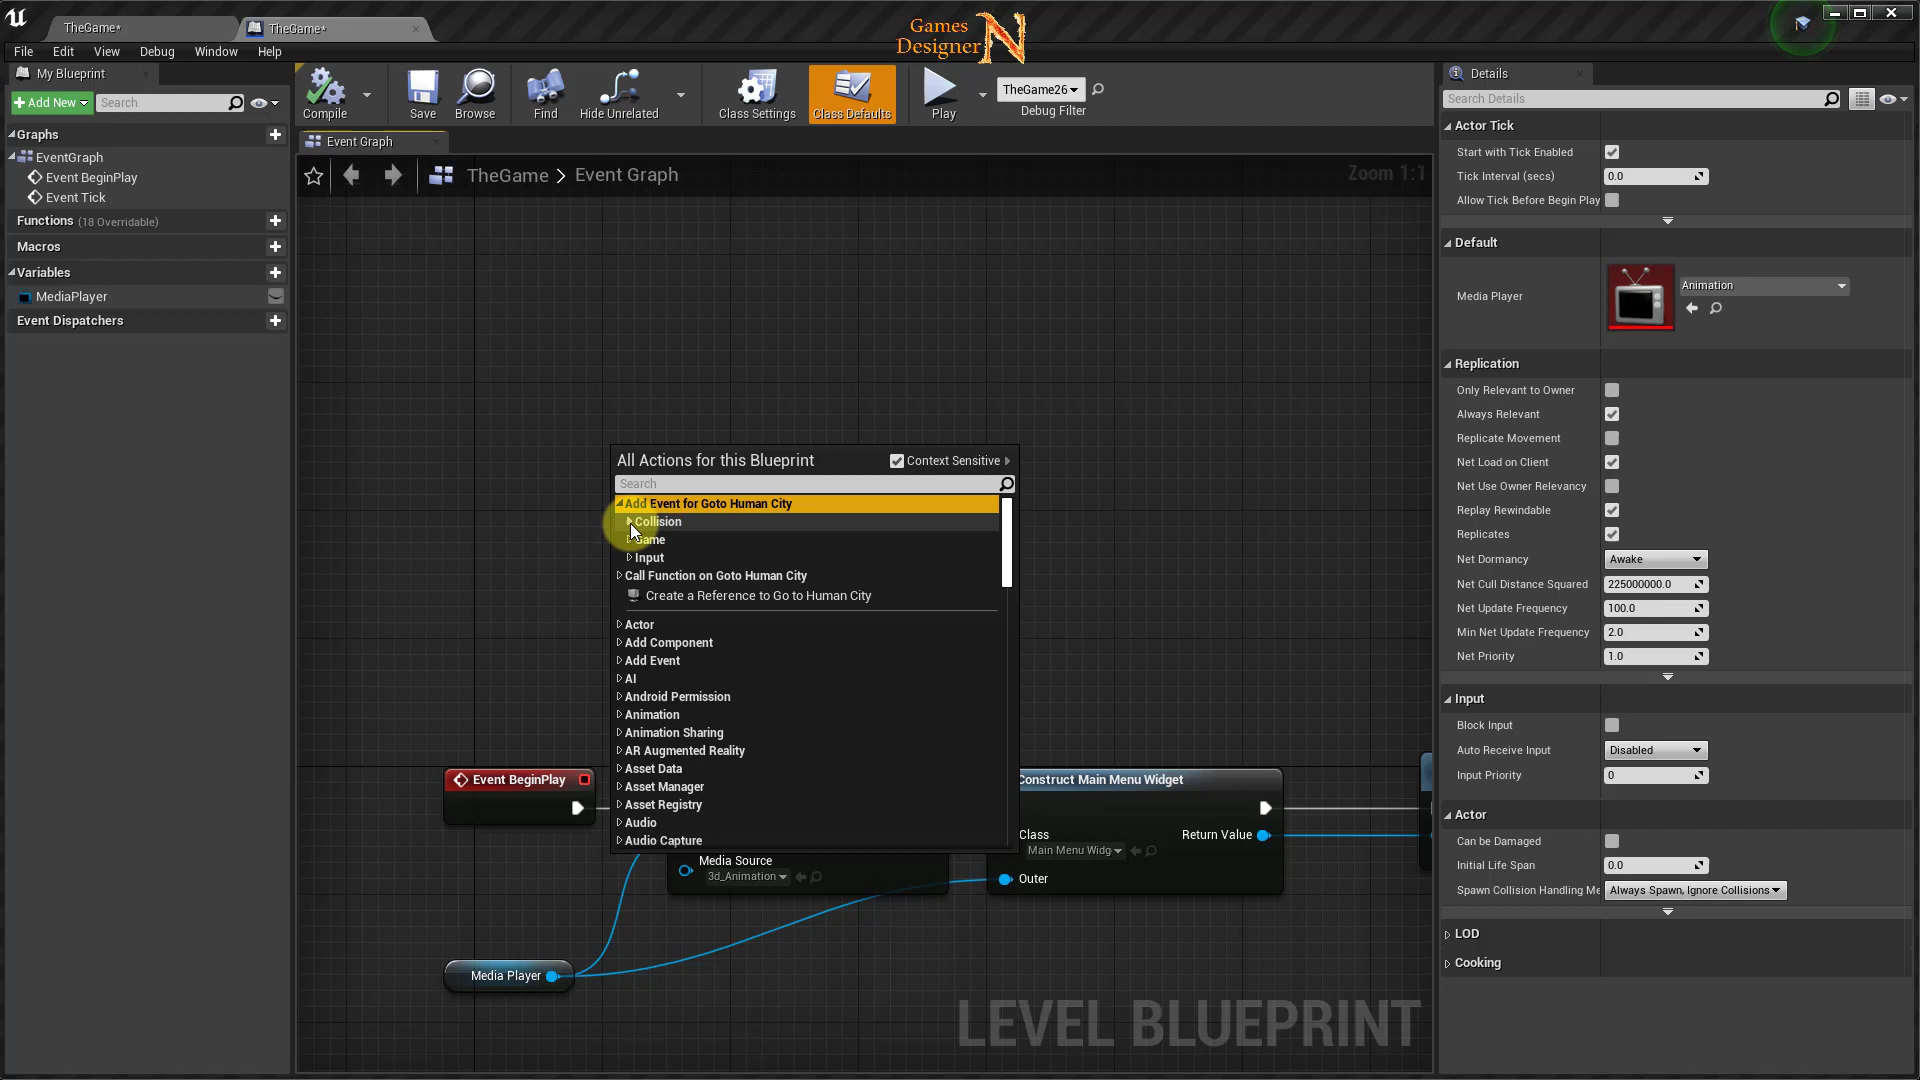 TheGame*
TheGame*
Games
Designer
N
File Edit View Debug Window Help
My Blueprint
Add New
Search
Graphs
EventGraph
Event BeginPlay
Event Tick
Functions (18 Overridable)
Macros
Variables
MediaPlayer
Event Dispatchers
Compile
Save
Browse
Find
Hide Unrelated
Class Settings
Class Defaults
Play
TheGame26
Debug Filter
Event Graph
TheGame > Event Graph
Zoom 1:1
All Actions for this Blueprint
Context Sensitive
Search
Add Event for Goto Human City
Collision
Game
Input
Call Function on Goto Human City
Create a Reference to Go to Human City
Actor
Add Component
Add Event
AI
Android Permission
Animation
Animation Sharing
AR Augmented Reality
Asset Data
Asset Manager
Asset Registry
Audio
Audio Capture
Event BeginPlay
Media Source
3d_Animation
Construct Main Menu Widget
Class
Main Menu Widg
Return Value
Outer
Media Player
LEVEL BLUEPRINT
Details
Search Details
Actor Tick
Start with Tick Enabled
Tick Interval (secs) 0.0
Allow Tick Before Begin Play
Default
Media Player
Animation
Replication
Only Relevant to Owner
Always Relevant
Replicate Movement
Net Load on Client
Net Use Owner Relevancy
Replay Rewindable
Replicates
Net Dormancy Awake
Net Cull Distance Squared 225000000.0
Net Update Frequency 100.0
Min Net Update Frequency 2.0
Net Priority 1.0
Input
Block Input
Auto Receive Input Disabled
Input Priority 0
Actor
Can be Damaged
Initial Life Span 0.0
Spawn Collision Handling Me Always Spawn, Ignore Collisions
LOD
Cooking